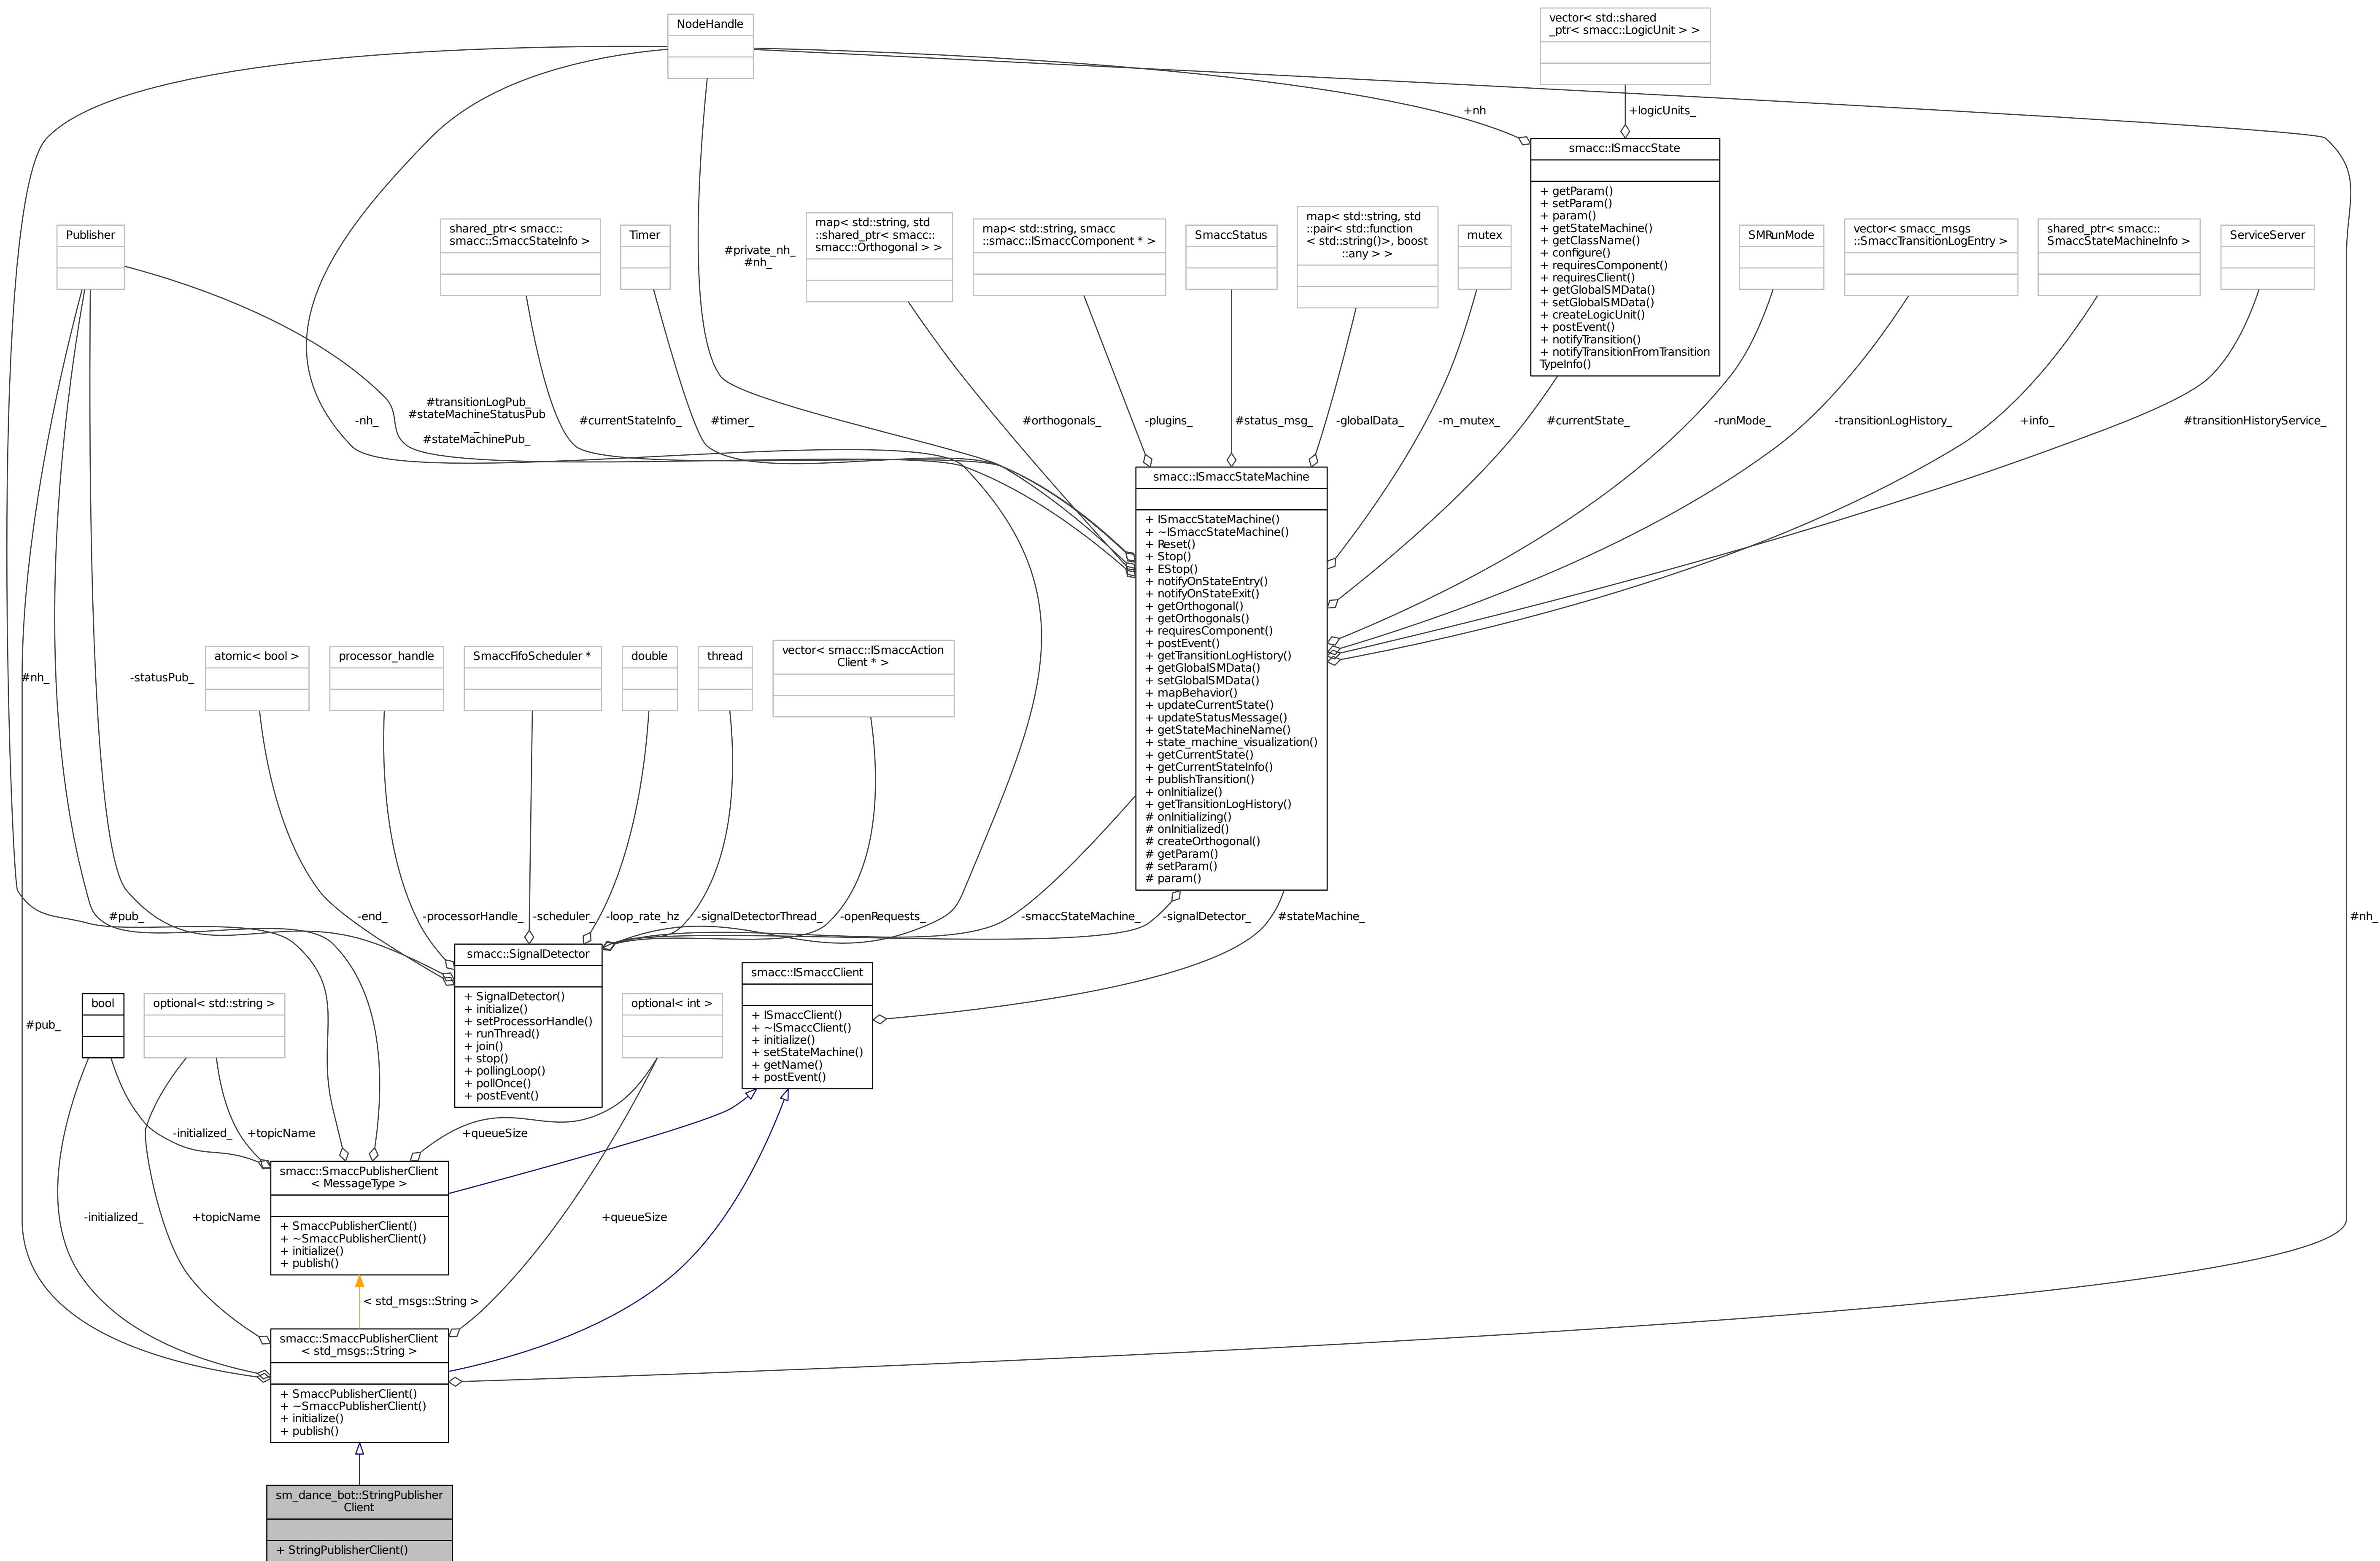 NodeHandle
vector< std::shared
_ptr< smacc::LogicUnit > >
+nh
+logicUnits_
smacc::ISmaccState
+ getParam()
+ setParam()
+ param()
+ getStateMachine()
+ getClassName()
+ configure()
+ requiresComponent()
+ requiresClient()
+ getGlobalSMData()
+ setGlobalSMData()
+ createLogicUnit()
+ postEvent()
+ notifyTransition()
+ notifyTransitionFromTransition
TypeInfo()
Publisher
shared_ptr< smacc::
smacc::SmaccStateInfo >
Timer
#private_nh_
#nh_
map< std::string, std
::shared_ptr< smacc::
smacc::Orthogonal > >
map< std::string, smacc
::smacc::ISmaccComponent * >
SmaccStatus
map< std::string, std
::pair< std::function
< std::string()>, boost
::any > >
mutex
SMRunMode
vector< smacc_msgs
::SmaccTransitionLogEntry >
shared_ptr< smacc::
SmaccStateMachineInfo >
ServiceServer
-nh_
#transitionLogPub_
#stateMachineStatusPub
_
#stateMachinePub_
#currentStateInfo_
#timer_
#orthogonals_
-plugins_
#status_msg_
-globalData_
-m_mutex_
#currentState_
-runMode_
-transitionLogHistory_
+info_
#transitionHistoryService_
smacc::ISmaccStateMachine
+ ISmaccStateMachine()
+ ~ISmaccStateMachine()
+ Reset()
+ Stop()
+ EStop()
+ notifyOnStateEntry()
+ notifyOnStateExit()
+ getOrthogonal()
+ getOrthogonals()
+ requiresComponent()
+ postEvent()
+ getTransitionLogHistory()
+ getGlobalSMData()
+ setGlobalSMData()
+ mapBehavior()
+ updateCurrentState()
+ updateStatusMessage()
+ getStateMachineName()
+ state_machine_visualization()
+ getCurrentState()
+ getCurrentStateInfo()
+ publishTransition()
+ onInitialize()
+ getTransitionLogHistory()
# onInitializing()
# onInitialized()
# createOrthogonal()
# getParam()
# setParam()
# param()
#nh_
-statusPub_
atomic< bool >
processor_handle
SmaccFifoScheduler *
double
thread
vector< smacc::ISmaccAction
Client * >
#pub_
-end_
-processorHandle_
-scheduler_
-loop_rate_hz
-signalDetectorThread_
-openRequests_
-smaccStateMachine_
-signalDetector_
#stateMachine_
#nh_
smacc::SignalDetector
+ SignalDetector()
+ initialize()
+ setProcessorHandle()
+ runThread()
+ join()
+ stop()
+ pollingLoop()
+ pollOnce()
+ postEvent()
smacc::ISmaccClient
+ ISmaccClient()
+ ~ISmaccClient()
+ initialize()
+ setStateMachine()
+ getName()
+ postEvent()
#pub_
bool
optional< std::string >
optional< int >
-initialized_
+topicName
+queueSize
smacc::SmaccPublisherClient
< MessageType >
+ SmaccPublisherClient()
+ ~SmaccPublisherClient()
+ initialize()
+ publish()
-initialized_
+topicName
+queueSize
< std_msgs::String >
smacc::SmaccPublisherClient
< std_msgs::String >
+ SmaccPublisherClient()
+ ~SmaccPublisherClient()
+ initialize()
+ publish()
sm_dance_bot::StringPublisher
Client
+ StringPublisherClient()